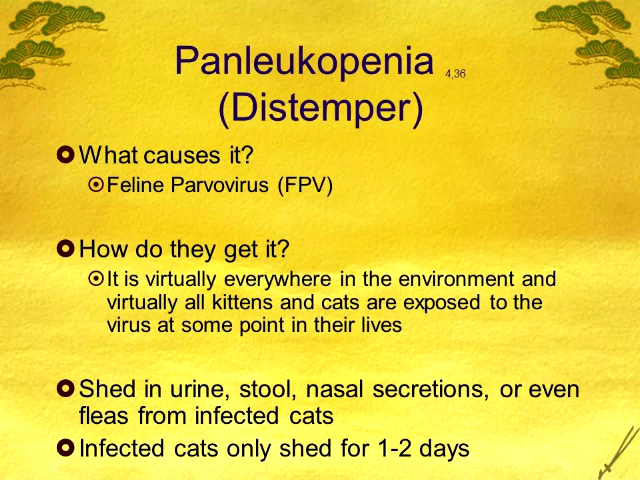 Panleukopenia 4,36
(Distemper)
What causes it?
Feline Parvovirus (FPV)
How do they get it?
It is virtually everywhere in the environment and
virtually all kittens and cats are exposed to the
virus at some point in their lives
Shed in urine, stool, nasal secretions, or even
fleas from infected cats
Infected cats only shed for 1-2 days